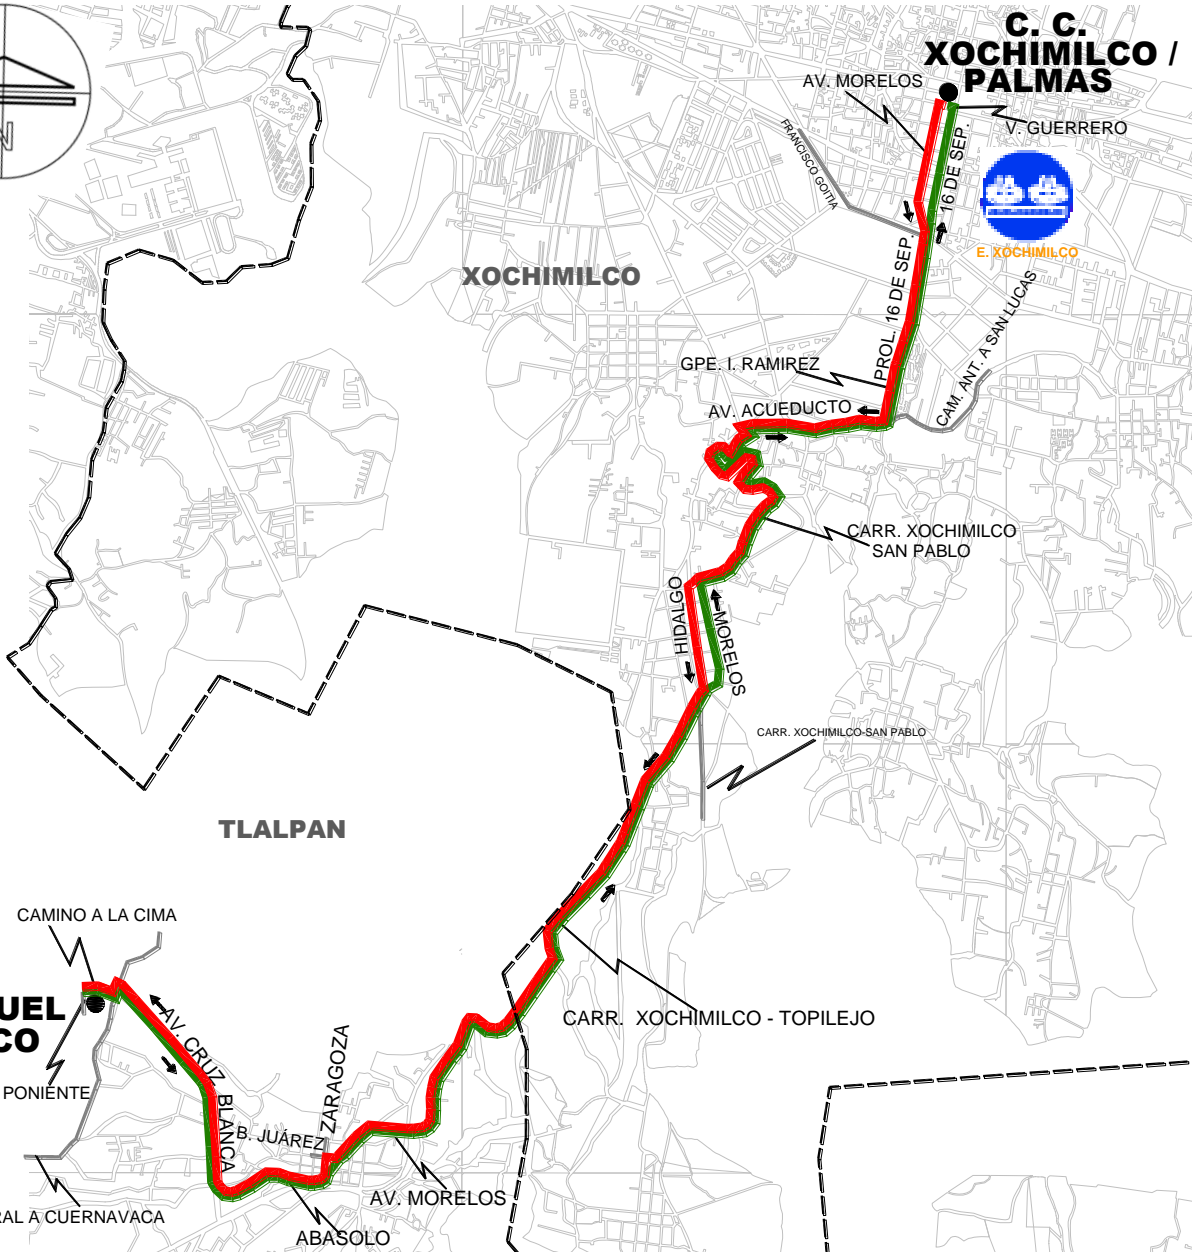 C. C.
XOCHIMILCO /
PALMAS
AV. MORELOS
V. GUERRERO
FRANCISCO GOITIA
16 DE SEP.
E. XOCHIMILCO
XOCHIMILCO
PROL. 16 DE SEP.
CAM. ANT. A SAN LUCAS
GPE. I. RAMIREZ
AV. ACUEDUCTO
CARR. XOCHIMILCO
SAN PABLO
HIDALGO
MORELOS
CARR. XOCHIMILCO-SAN PABLO
TLALPAN
CAMINO A LA CIMA
UEL
CO
AV. CRUZ BLANCA
PONIENTE
CARR. XOCHIMILCO - TOPILEJO
ZARAGOZA
B. JUÁREZ
AV. MORELOS
RAL A CUERNAVACA
ABASOLO